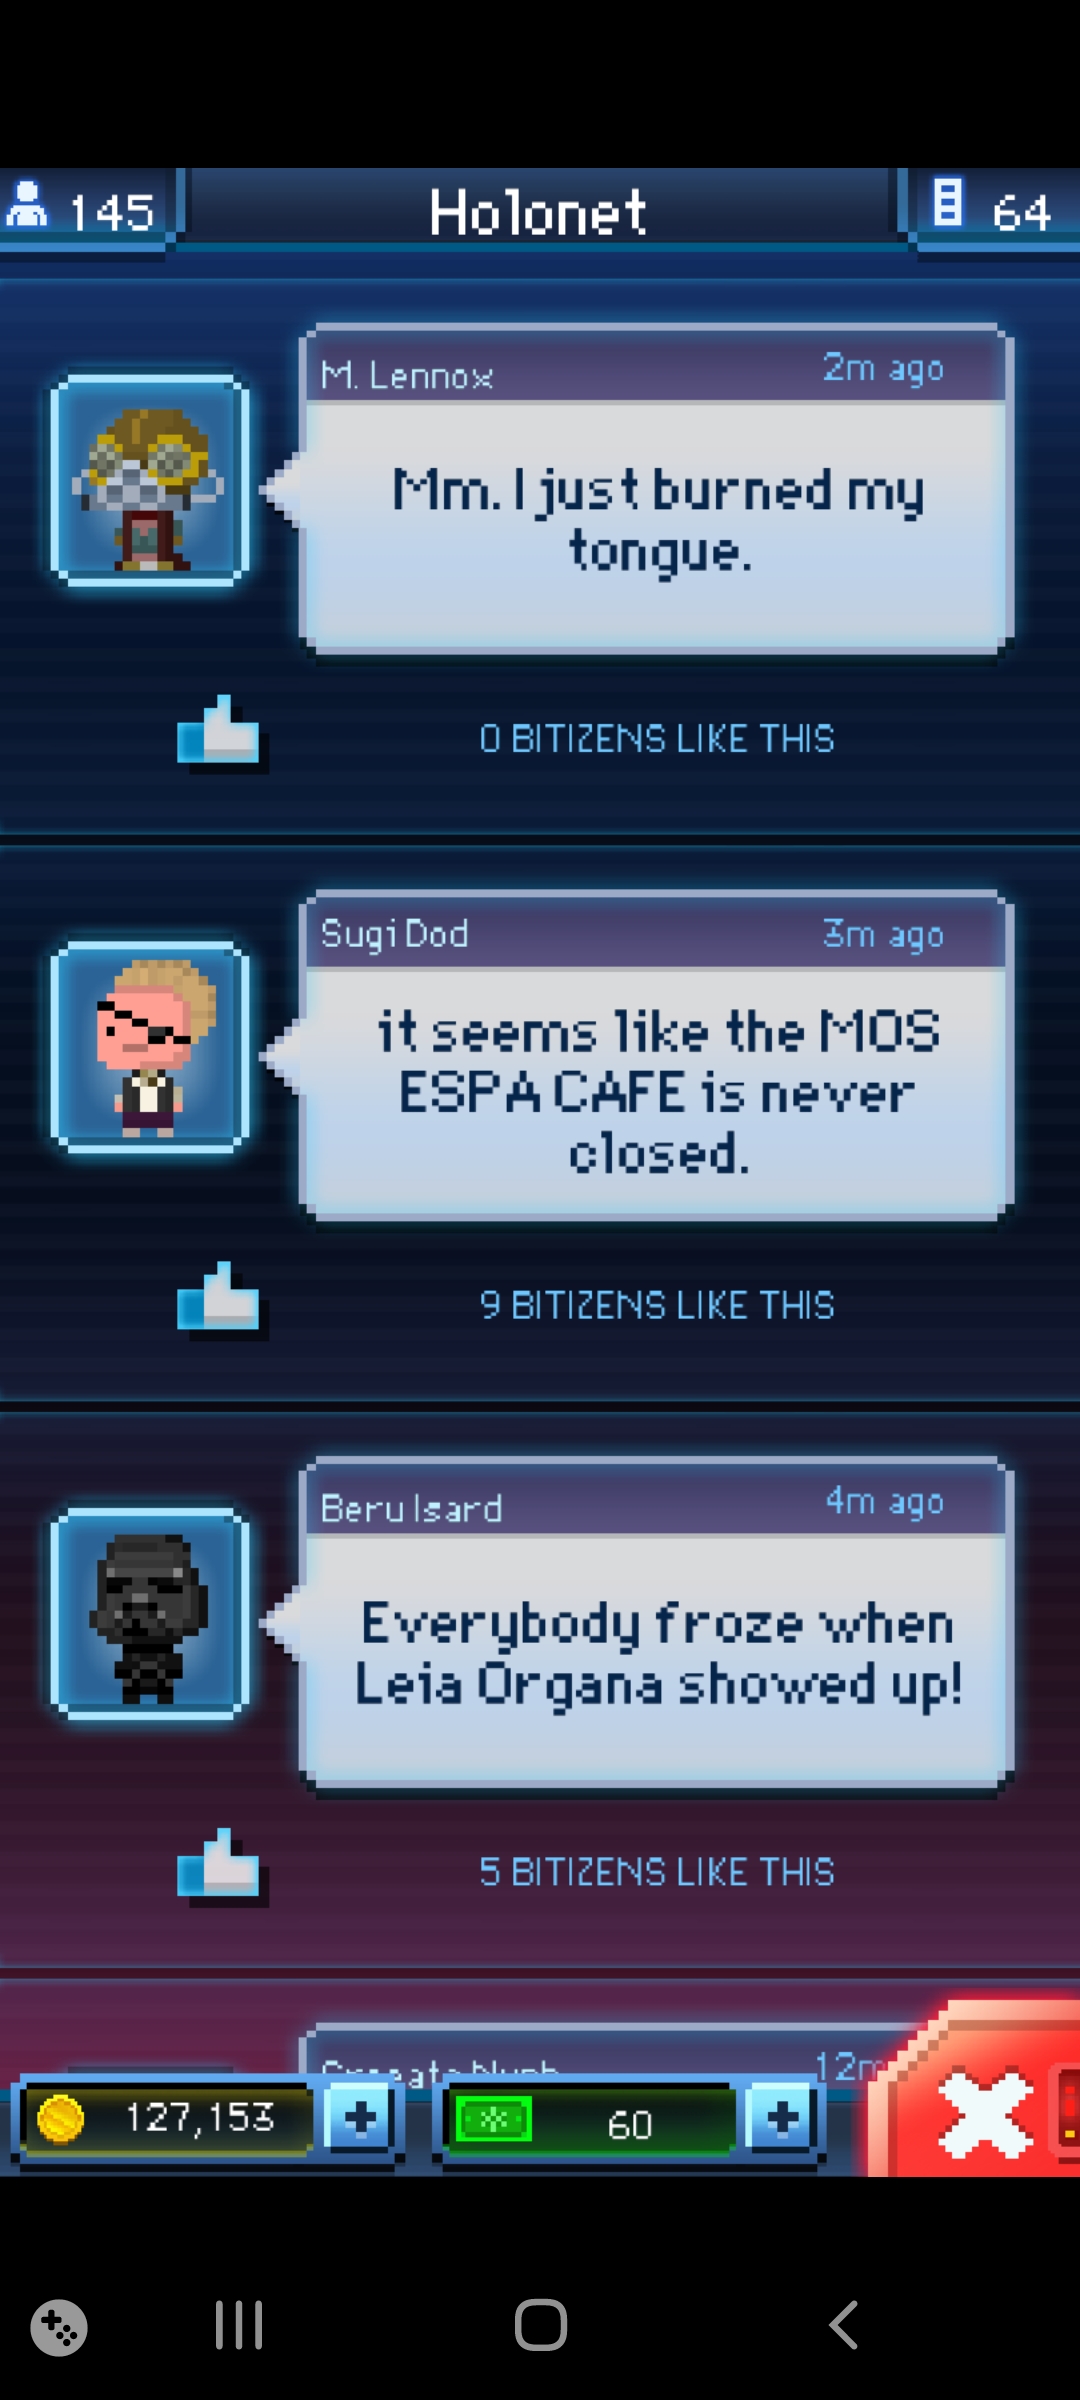 145
Holonet
64
M. Lennox
2m ago
Mm. I just burned my
tongue.
0 BITIZENS LIKE THIS
Sugi Dod
3m ago
it seems like the MOS
ESPA CAFE is never
closed.
9 BITIZENS LIKE THIS
Beru Isard
4m ago
Everybody froze when
Leia Organa showed up!
5 BITIZENS LIKE THIS
12m
127,153
60